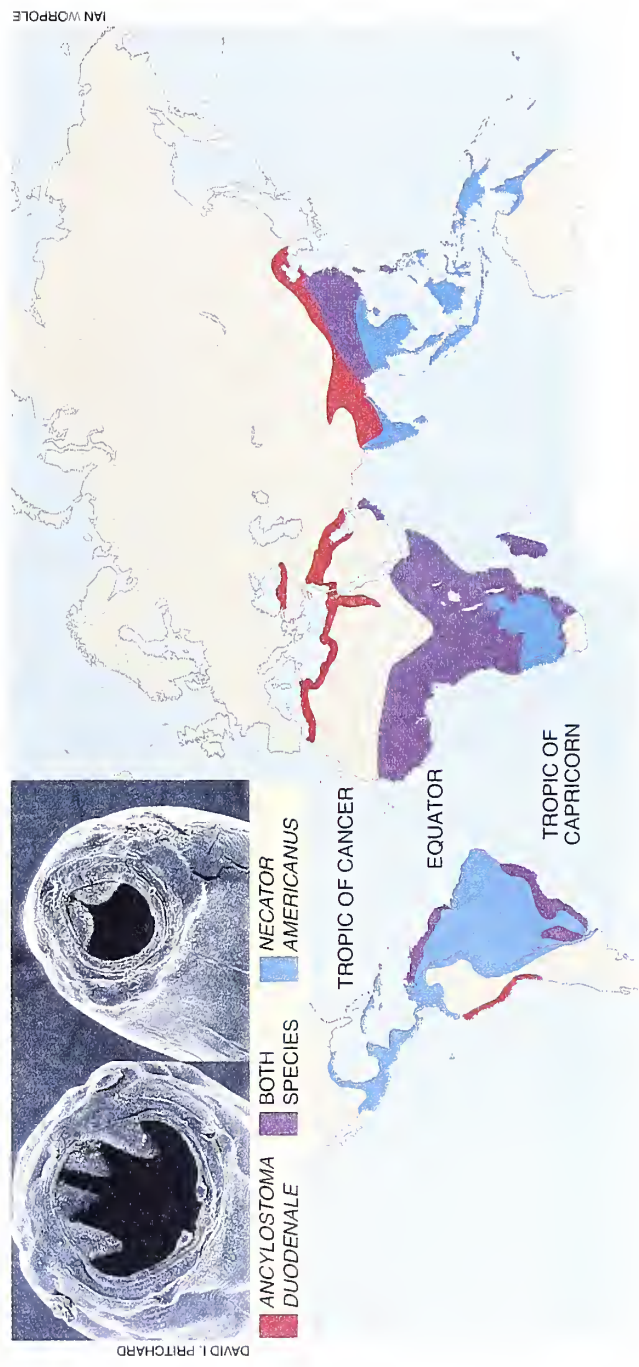 IAN WORPOLE
DAVID I. PRITCHARD
ANCYLOSTOMA
DUODENALE
BOTH
SPECIES
NECATOR
AMERICANUS
TROPIC OF CANCER
EQUATOR
TROPIC OF
CAPRICORN